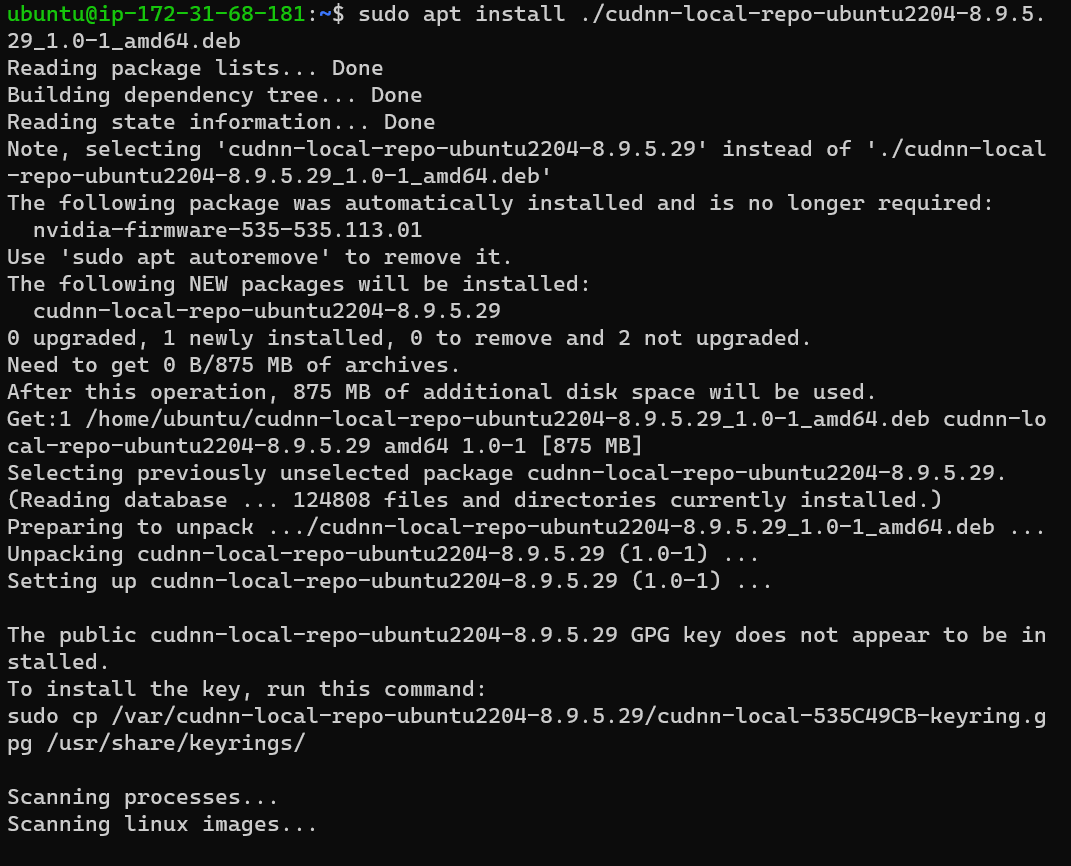 ubuntu@ip-172-31-68-181:~$ sudo apt install ./cudnn-local-repo-ubuntu2204-8.9.5.
29_1.0-1_amd64.deb
Reading package lists... Done
Building dependency tree... Done
Reading state information... Done
Note, selecting 'cudnn-local-repo-ubuntu2204-8.9.5.29' instead of './cudnn-local
-repo-ubuntu2204-8.9.5.29_1.0-1_amd64.deb'
The following package was automatically installed and is no longer required:
  nvidia-firmware-535-535.113.01
Use 'sudo apt autoremove' to remove it.
The following NEW packages will be installed:
  cudnn-local-repo-ubuntu2204-8.9.5.29
0 upgraded, 1 newly installed, 0 to remove and 2 not upgraded.
Need to get 0 B/875 MB of archives.
After this operation, 875 MB of additional disk space will be used.
Get:1 /home/ubuntu/cudnn-local-repo-ubuntu2204-8.9.5.29_1.0-1_amd64.deb cudnn-lo
cal-repo-ubuntu2204-8.9.5.29 amd64 1.0-1 [875 MB]
Selecting previously unselected package cudnn-local-repo-ubuntu2204-8.9.5.29.
(Reading database ... 124808 files and directories currently installed.)
Preparing to unpack .../cudnn-local-repo-ubuntu2204-8.9.5.29_1.0-1_amd64.deb ...
Unpacking cudnn-local-repo-ubuntu2204-8.9.5.29 (1.0-1) ...
Setting up cudnn-local-repo-ubuntu2204-8.9.5.29 (1.0-1) ...

The public cudnn-local-repo-ubuntu2204-8.9.5.29 GPG key does not appear to be in
stalled.
To install the key, run this command:
sudo cp /var/cudnn-local-repo-ubuntu2204-8.9.5.29/cudnn-local-535C49CB-keyring.g
pg /usr/share/keyrings/

Scanning processes...
Scanning linux images...